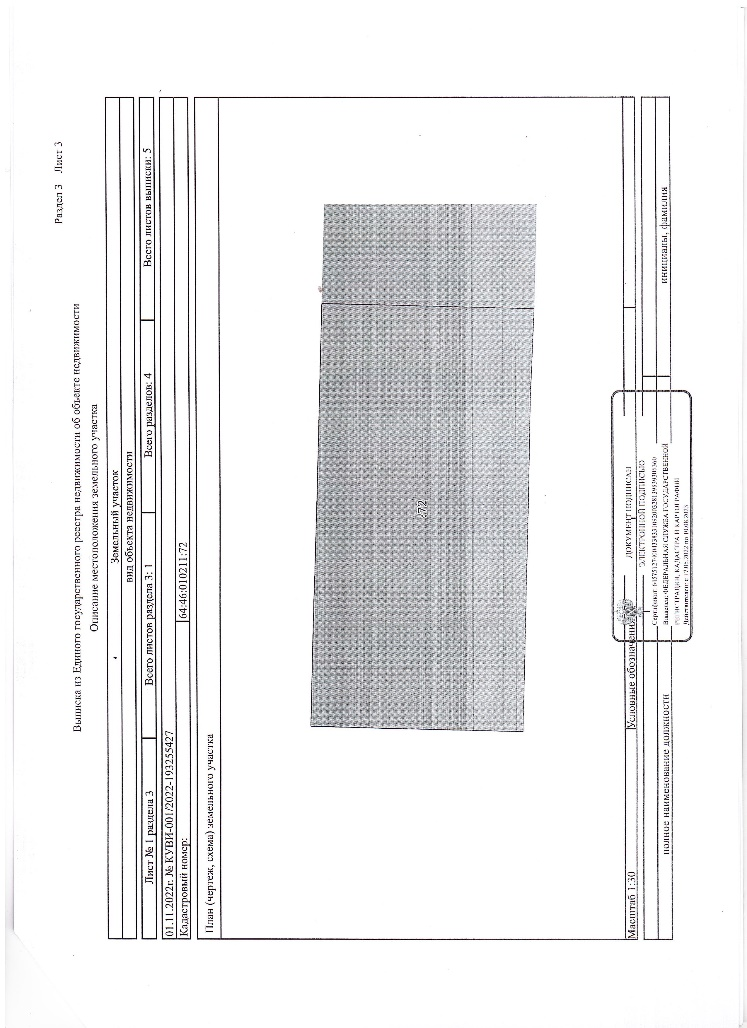 Раздел 3 Лист 3
Выписка из Единого государственного реестра недвижимости об объекте недвижимости
Описание местоположения земельного участка
Земельный участок
вид объекта недвижимости
Лист № 1 раздела 3 Всего листов раздела 3: 1 Всего разделов: 4 Всего листов выписки: 5
01.11.2022г. № КУВИ-001/2022-193255427
Кадастровый номер: 64:46:010211:72
План (чертеж, схема) земельного участка
:72
Масштаб 1:30 Условные обозначения:
ДОКУМЕНТ ПОДПИСАН
ЭЛЕКТРОННОЙ ПОДПИСЬЮ
Сертификат:
Владелец: ФЕДЕРАЛЬНАЯ СЛУЖБА ГОСУДАРСТВЕННОЙ
РЕГИСТРАЦИИ, КАДАСТРА И КАРТОГРАФИИ
полное наименование должности инициалы, фамилия